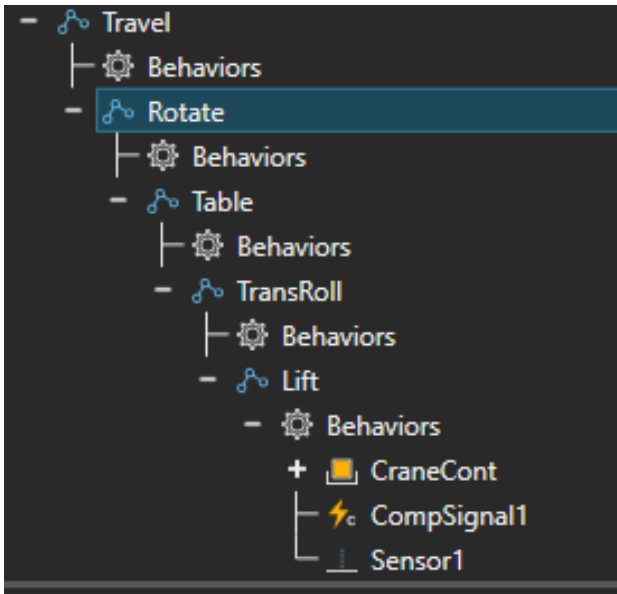 Travel
Behaviors
Rotate
Behaviors
Table
Behaviors
TransRoll
Behaviors
Lift
Behaviors
CraneCont
CompSignal1
Sensor1